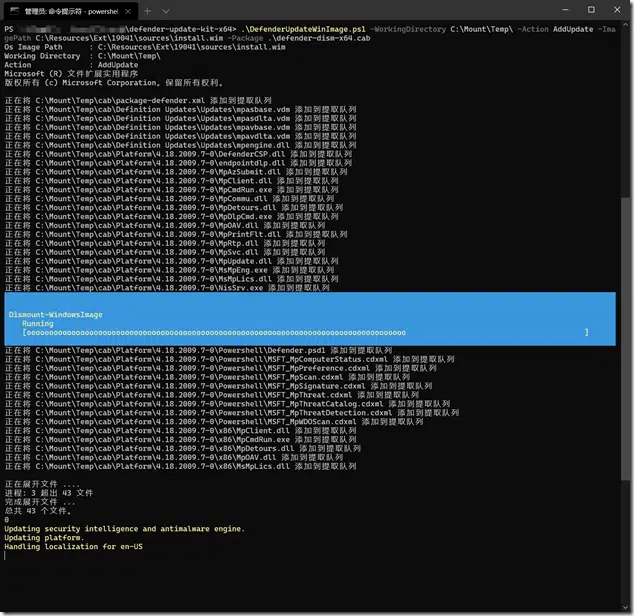 管理员: 命令提示符 - powershel
PS \defender-update-kit-x64> .\DefenderUpdateWinImage.ps1 -WorkingDirectory C:\Mount\Temp\ -Action AddUpdate -Ima
gePath C:\Resources\Ext\19041\sources\install.wim -Package .\defender-dism-x64.cab
Os Image Path : C:\Resources\Ext\19041\sources\install.wim
Working Directory : C:\Mount\Temp\
Action : AddUpdate
Microsoft (R) 文件扩展实用程序
版权所有 (c) Microsoft Corporation。保留所有权利。
正在将 C:\Mount\Temp\cab\package-defender.xml 添加到提取队列
正在将 C:\Mount\Temp\cab\Definition Updates\Updates\mpasbase.vdm 添加到提取队列
正在将 C:\Mount\Temp\cab\Definition Updates\Updates\mpasdlta.vdm 添加到提取队列
正在将 C:\Mount\Temp\cab\Definition Updates\Updates\mpavbase.vdm 添加到提取队列
正在将 C:\Mount\Temp\cab\Definition Updates\Updates\mpavdlta.vdm 添加到提取队列
正在将 C:\Mount\Temp\cab\Definition Updates\Updates\mpengine.dll 添加到提取队列
正在将 C:\Mount\Temp\cab\Platform\4.18.2009.7-0\DefenderCSP.dll 添加到提取队列
正在将 C:\Mount\Temp\cab\Platform\4.18.2009.7-0\endpointdlp.dll 添加到提取队列
正在将 C:\Mount\Temp\cab\Platform\4.18.2009.7-0\MpAzSubmit.dll 添加到提取队列
正在将 C:\Mount\Temp\cab\Platform\4.18.2009.7-0\MpClient.dll 添加到提取队列
正在将 C:\Mount\Temp\cab\Platform\4.18.2009.7-0\MpCmdRun.exe 添加到提取队列
正在将 C:\Mount\Temp\cab\Platform\4.18.2009.7-0\MpCommu.dll 添加到提取队列
正在将 C:\Mount\Temp\cab\Platform\4.18.2009.7-0\MpDetours.dll 添加到提取队列
正在将 C:\Mount\Temp\cab\Platform\4.18.2009.7-0\MpDlpCmd.exe 添加到提取队列
正在将 C:\Mount\Temp\cab\Platform\4.18.2009.7-0\MpOAV.dll 添加到提取队列
正在将 C:\Mount\Temp\cab\Platform\4.18.2009.7-0\MpPrintFlt.dll 添加到提取队列
正在将 C:\Mount\Temp\cab\Platform\4.18.2009.7-0\MpRtp.dll 添加到提取队列
正在将 C:\Mount\Temp\cab\Platform\4.18.2009.7-0\MpSvc.dll 添加到提取队列
正在将 C:\Mount\Temp\cab\Platform\4.18.2009.7-0\MpUpdate.dll 添加到提取队列
正在将 C:\Mount\Temp\cab\Platform\4.18.2009.7-0\MsMpEng.exe 添加到提取队列
正在将 C:\Mount\Temp\cab\Platform\4.18.2009.7-0\MsMpLics.dll 添加到提取队列
正在将 C:\Mount\Temp\cab\Platform\4.18.2009.7-0\NisSrv.exe 添加到提取队列
Dismount-WindowsImage
Running
[oooooooooooooooooooooooooooooooooooooooooooooooooooooooooooooooooooooooooooooooooooo ]
正在将 C:\Mount\Temp\cab\Platform\4.18.2009.7-0\Powershell\Defender.psd1 添加到提取队列
正在将 C:\Mount\Temp\cab\Platform\4.18.2009.7-0\Powershell\MSFT_MpComputerStatus.cdxml 添加到提取队列
正在将 C:\Mount\Temp\cab\Platform\4.18.2009.7-0\Powershell\MSFT_MpPreference.cdxml 添加到提取队列
正在将 C:\Mount\Temp\cab\Platform\4.18.2009.7-0\Powershell\MSFT_MpScan.cdxml 添加到提取队列
正在将 C:\Mount\Temp\cab\Platform\4.18.2009.7-0\Powershell\MSFT_MpSignature.cdxml 添加到提取队列
正在将 C:\Mount\Temp\cab\Platform\4.18.2009.7-0\Powershell\MSFT_MpThreat.cdxml 添加到提取队列
正在将 C:\Mount\Temp\cab\Platform\4.18.2009.7-0\Powershell\MSFT_MpThreatCatalog.cdxml 添加到提取队列
正在将 C:\Mount\Temp\cab\Platform\4.18.2009.7-0\Powershell\MSFT_MpThreatDetection.cdxml 添加到提取队列
正在将 C:\Mount\Temp\cab\Platform\4.18.2009.7-0\Powershell\MSFT_MpWDOScan.cdxml 添加到提取队列
正在将 C:\Mount\Temp\cab\Platform\4.18.2009.7-0\x86\MpClient.dll 添加到提取队列
正在将 C:\Mount\Temp\cab\Platform\4.18.2009.7-0\x86\MpCmdRun.exe 添加到提取队列
正在将 C:\Mount\Temp\cab\Platform\4.18.2009.7-0\x86\MpDetours.dll 添加到提取队列
正在将 C:\Mount\Temp\cab\Platform\4.18.2009.7-0\x86\MpOAV.dll 添加到提取队列
正在将 C:\Mount\Temp\cab\Platform\4.18.2009.7-0\x86\MsMpLics.dll 添加到提取队列
正在展开文件 ....
进程: 3 超出 43 文件
完成展开文件 ...
总共 43 个文件。
0
Updating security intelligence and antimalware engine.
Updating platform.
Handling localization for en-US